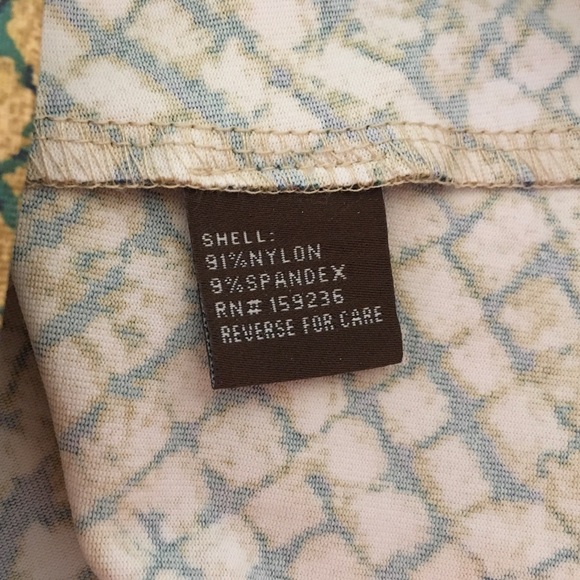 SHELL:
91%NYLON
9%SPANDEX
RN# 159236
REVERSE FOR CARE